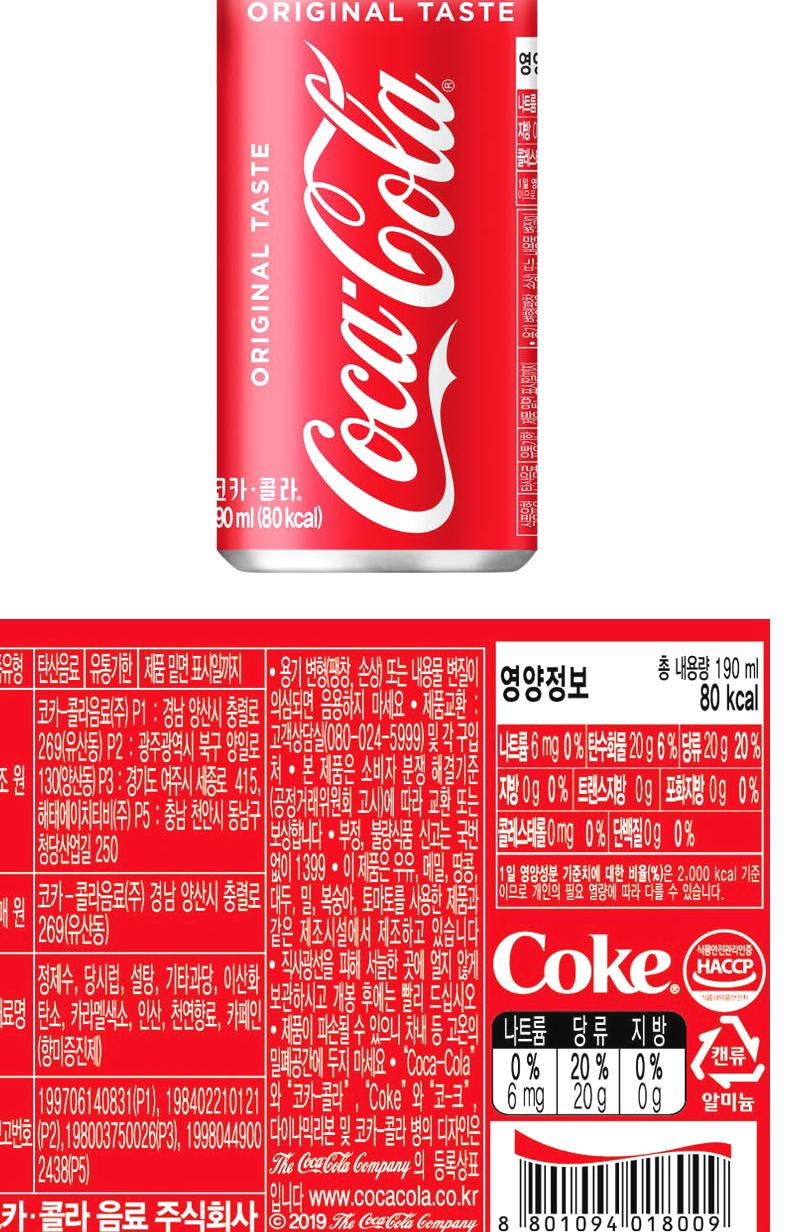 ORIGINAL TASTE
ORIGINAL TASTE
Coca-Cola®
코카·콜라®
90 ml (80 kcal)
유형 탄산음료 유통기한 제품 밑면 표시일까지
조 원
코카-콜라음료(주) P1 : 경남 양산시 충렬로
269(유산동) P2 : 광주광역시 북구 양일로
130(양산동) P3 : 경기도 여주시 세종로 415,
해태에이치티비(주) P5 : 충남 천안시 동남구
청당산업길 250
매 원
코카-콜라음료(주) 경남 양산시 충렬로
269(유산동)
료명
정제수, 당시럽, 설탕, 기타과당, 이산화
탄소, 카라멜색소, 인산, 천연향료, 카페인
(향미증진제)
고번호
199706140831(P1), 198402210121
(P2), 198003750026(P3), 1998044900
2438(P5)
카·콜라 음료 주식회사
• 용기 변형(팽창, 손상) 또는 내용물 변질이
의심되면 음용하지 마세요 • 제품교환 :
고객상담실(080-024-5999) 및 각 구입
처 • 본 제품은 소비자 분쟁 해결기준
(공정거래위원회 고시)에 따라 교환 또는
보상합니다 • 부정, 불량식품 신고는 국번
없이 1399 • 이 제품은 우유, 메밀, 땅콩,
대두, 밀, 복숭아, 토마토를 사용한 제품과
같은 제조시설에서 제조하고 있습니다
• 직사광선을 피해 서늘한 곳에 얼지 않게
보관하시고 개봉 후에는 빨리 드십시오
• 제품이 파손될 수 있으니 차내 등 고온의
밀폐공간에 두지 마세요 • "Coca-Cola"
와 "코카-콜라", "Coke" 와 "코-크",
다이나믹리본 및 코카-콜라 병의 디자인은
The Coca-Cola Company 의 등록상표
입니다 www.cocacola.co.kr
© 2019 The Coca-Cola Company
영양정보 총 내용량 190 ml
80 kcal
나트륨 6 mg 0% 탄수화물 20 g 6% 당류 20 g 20%
지방 0 g 0% 트랜스지방 0 g 포화지방 0 g 0%
콜레스테롤 0 mg 0% 단백질 0 g 0%
1일 영양성분 기준치에 대한 비율(%)은 2,000 kcal 기준
이므로 개인의 필요 열량에 따라 다를 수 있습니다.
Coke®
식품안전관리인증
HACCP
나트륨 당류 지방
0 % 20 % 0 %
6 mg 20 g 0 g
캔류
알미늄
8 801094 018009